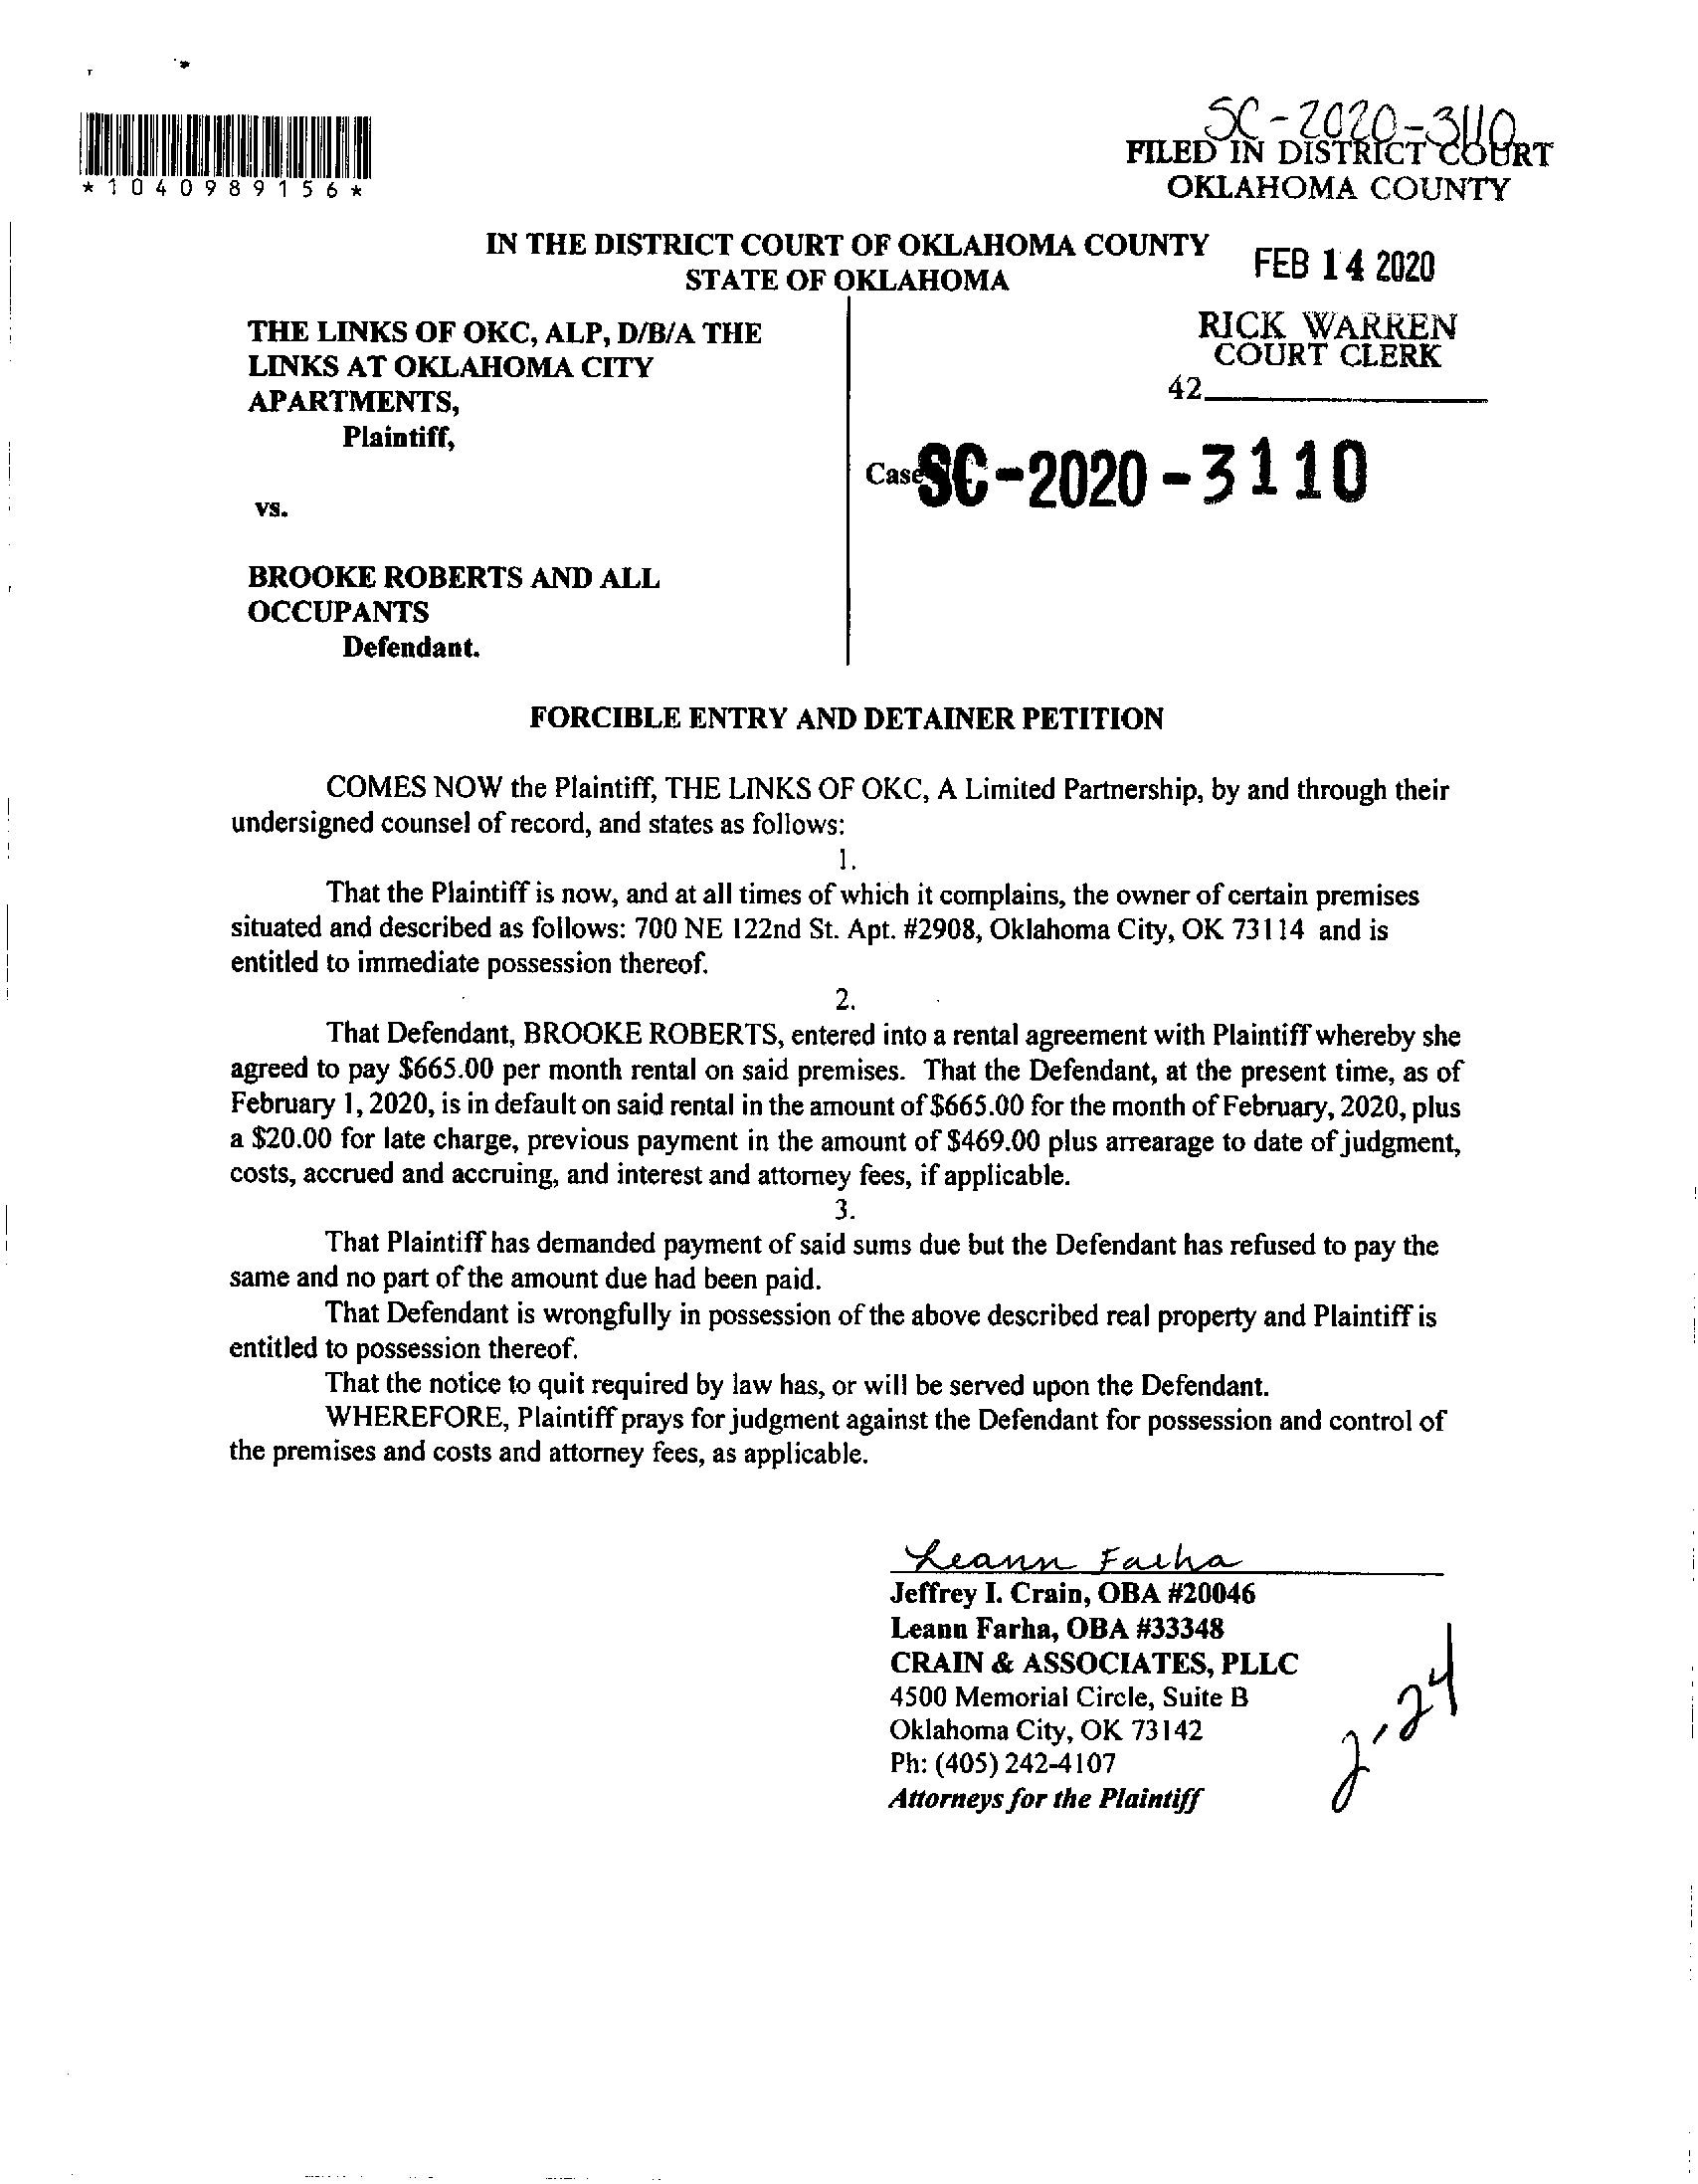 *1040989156*
SC-2020-3110
FILED IN DISTRICT COURT
OKLAHOMA COUNTY
IN THE DISTRICT COURT OF OKLAHOMA COUNTY
STATE OF OKLAHOMA
FEB 14 2020
RICK WARREN
COURT CLERK
42
THE LINKS OF OKC, ALP, D/B/A THE
LINKS AT OKLAHOMA CITY
APARTMENTS,
Plaintiff,
Case SC-2020-3110
vs.
BROOKE ROBERTS AND ALL
OCCUPANTS
Defendant.
FORCIBLE ENTRY AND DETAINER PETITION
COMES NOW the Plaintiff, THE LINKS OF OKC, A Limited Partnership, by and through their
undersigned counsel of record, and states as follows:
1.
That the Plaintiff is now, and at all times of which it complains, the owner of certain premises
situated and described as follows: 700 NE 122nd St. Apt. #2908, Oklahoma City, OK 73114 and is
entitled to immediate possession thereof.
2.
That Defendant, BROOKE ROBERTS, entered into a rental agreement with Plaintiff whereby she
agreed to pay $665.00 per month rental on said premises. That the Defendant, at the present time, as of
February 1, 2020, is in default on said rental in the amount of $665.00 for the month of February, 2020, plus
a $20.00 for late charge, previous payment in the amount of $469.00 plus arrearage to date of judgment,
costs, accrued and accruing, and interest and attorney fees, if applicable.
3.
That Plaintiff has demanded payment of said sums due but the Defendant has refused to pay the
same and no part of the amount due had been paid.
That Defendant is wrongfully in possession of the above described real property and Plaintiff is
entitled to possession thereof.
That the notice to quit required by law has, or will be served upon the Defendant.
WHEREFORE, Plaintiff prays for judgment against the Defendant for possession and control of
the premises and costs and attorney fees, as applicable.
Leann Farha
Jeffrey I. Crain, OBA #20046
Leann Farha, OBA #33348
CRAIN & ASSOCIATES, PLLC
4500 Memorial Circle, Suite B
Oklahoma City, OK 73142
Ph: (405) 242-4107
Attorneys for the Plaintiff
2-24